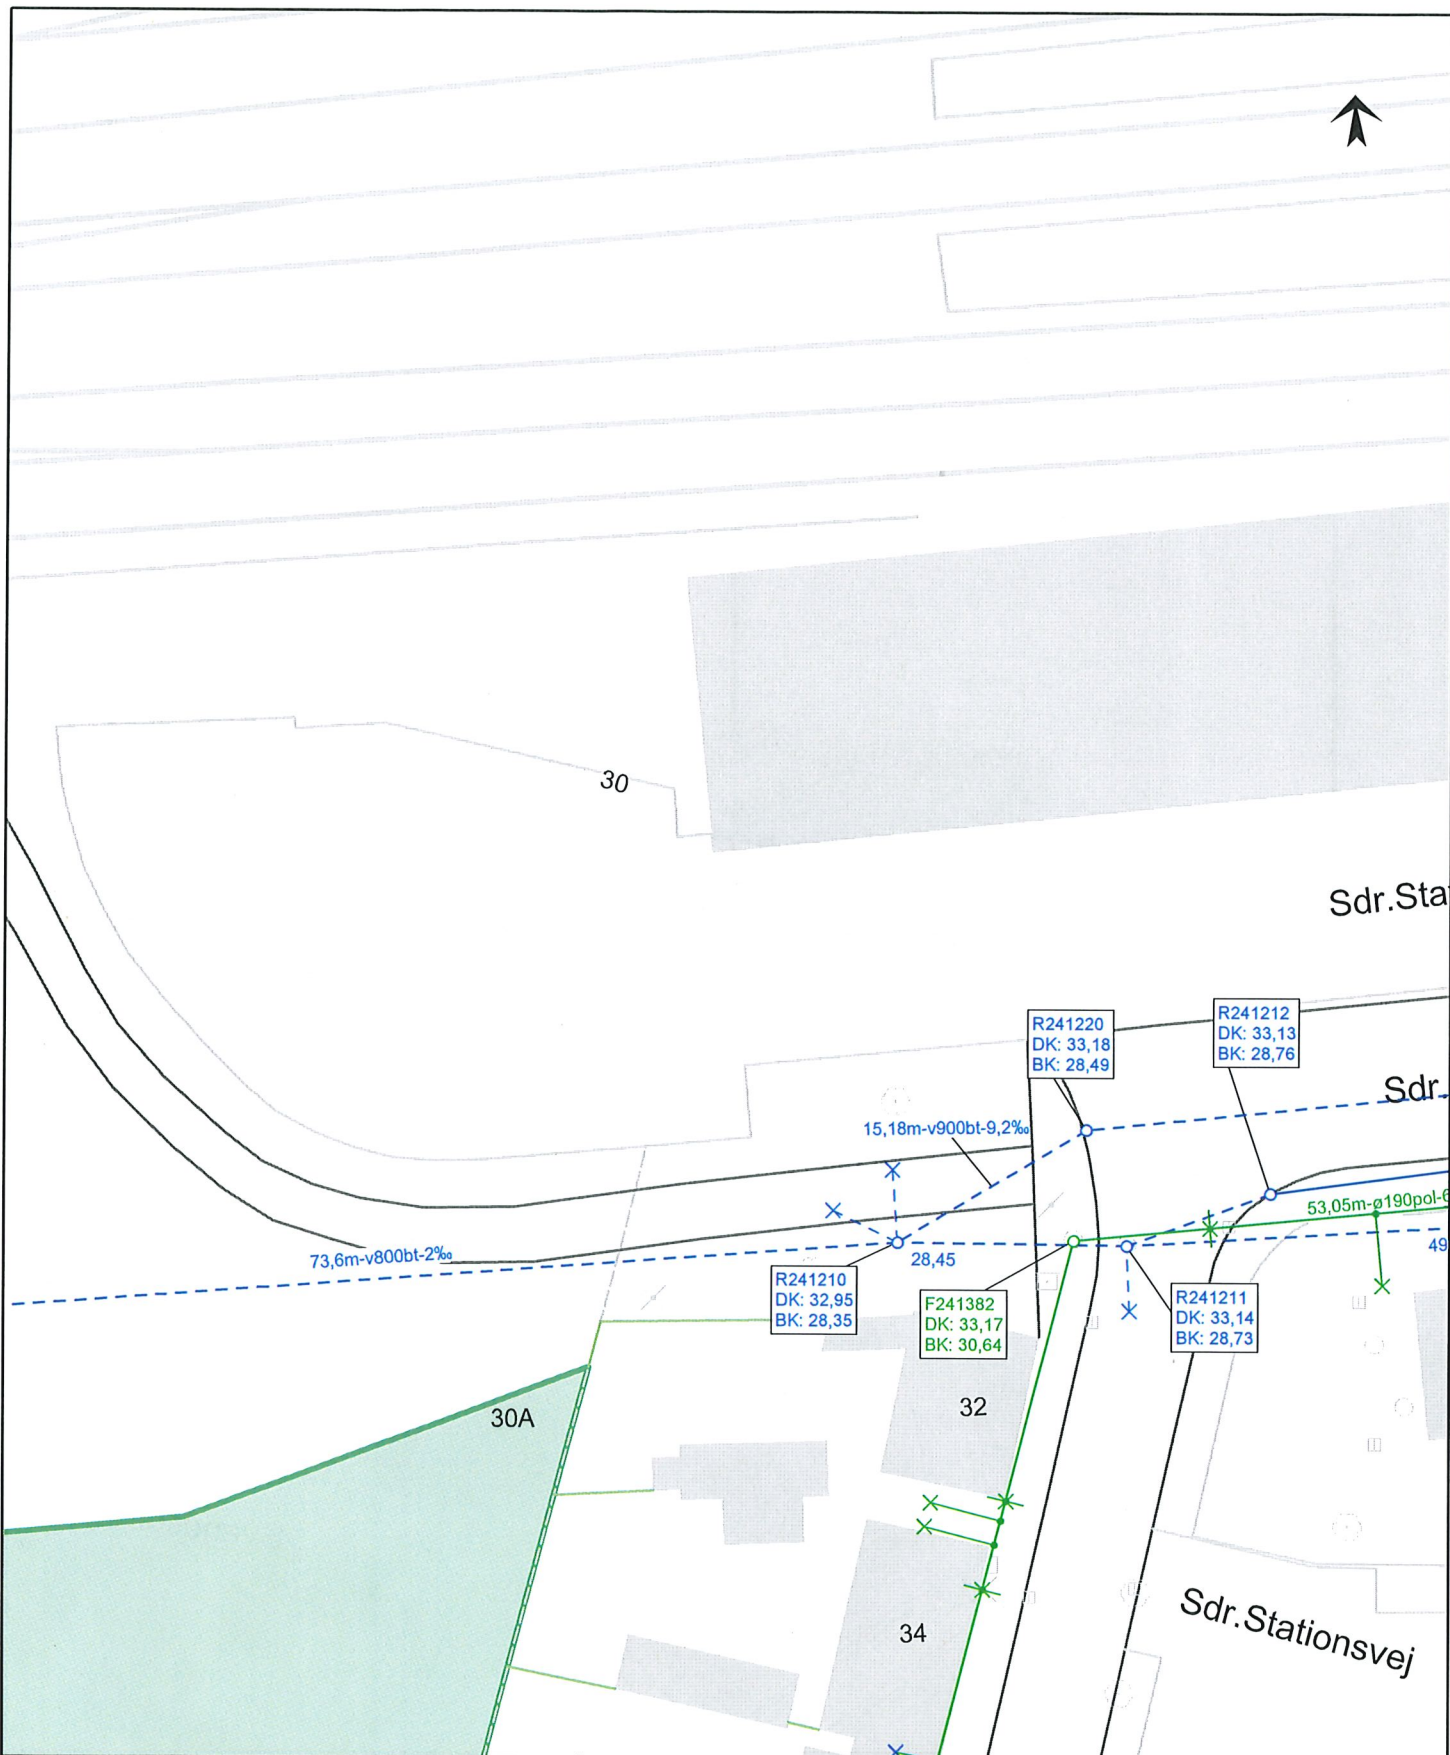 30
Sdr.Sta
R241220
DK: 33,18
BK: 28,49
R241212
DK: 33,13
BK: 28,76
Sdr.
15,18m-v900bt-9,2‰
53,05m-ø190pol-6
73,6m-v800bt-2‰
28,45
49
R241210
DK: 32,95
BK: 28,35
F241382
DK: 33,17
BK: 30,64
R241211
DK: 33,14
BK: 28,73
30A
32
34
Sdr.Stationsvej